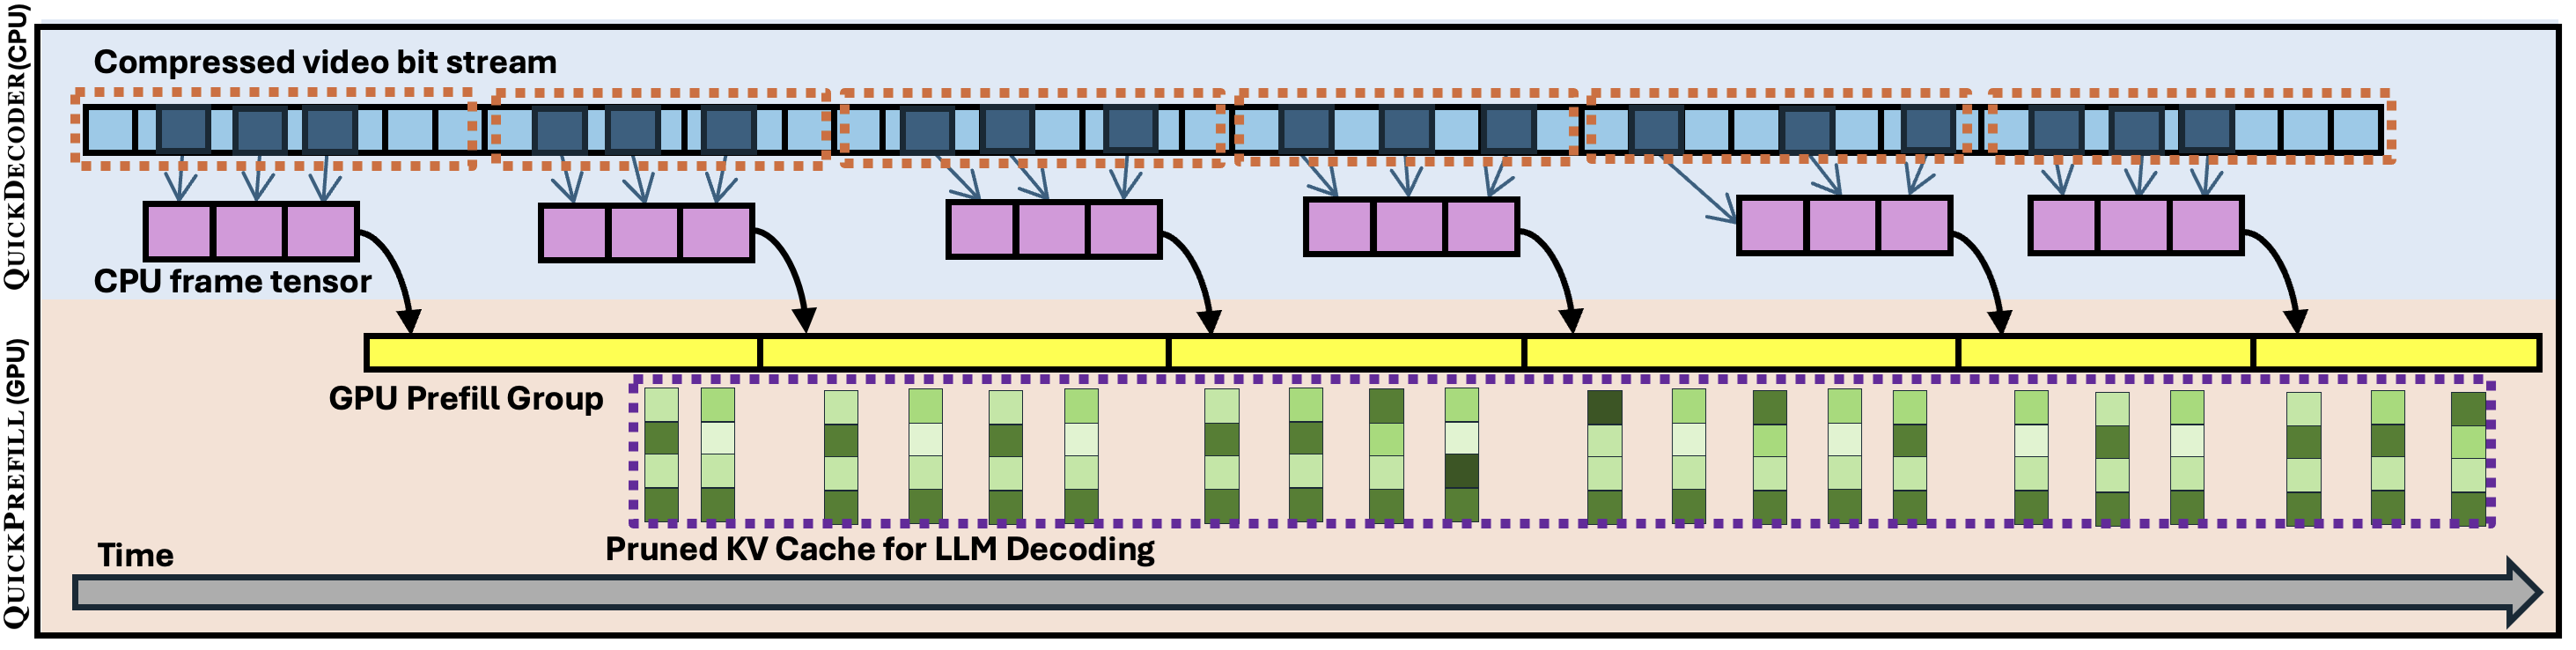 QUICKDECODER(CPU)
Compressed video bit stream
CPU frame tensor
QUICKPREFILL (GPU)
GPU Prefill Group
Pruned KV Cache for LLM Decoding
Time